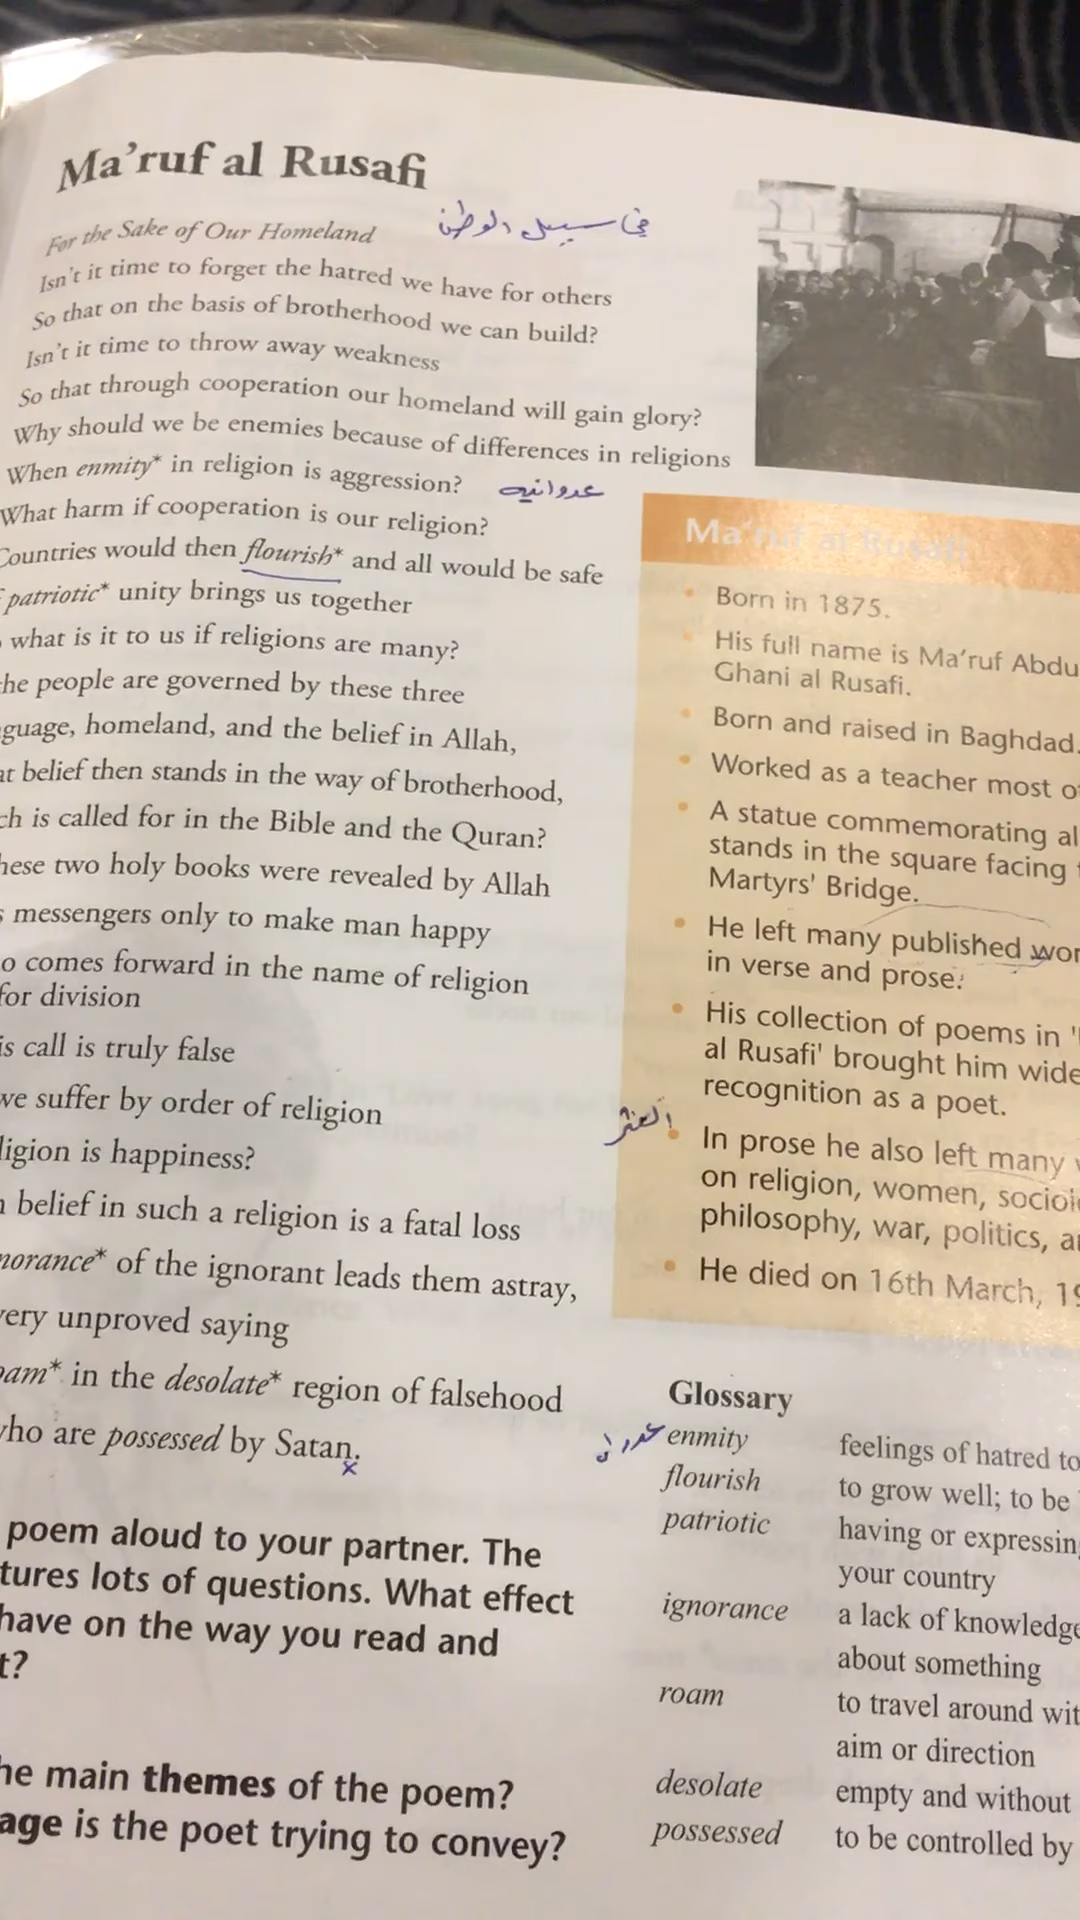 Ma'ruf al Rusafi
For the Sake of Our Homeland
في سبيل الوطن
Isn't it time to forget the hatred we have for others
So that on the basis of brotherhood we can build?
Isn't it time to throw away weakness
So that through cooperation our homeland will gain glory?
Why should we be enemies because of differences in religions
When enmity* in religion is aggression?
عدوانيه
What harm if cooperation is our religion?
Countries would then flourish* and all would be safe
patriotic* unity brings us together
what is it to us if religions are many?
the people are governed by these three
guage, homeland, and the belief in Allah,
at belief then stands in the way of brotherhood,
ch is called for in the Bible and the Quran?
hese two holy books were revealed by Allah
s messengers only to make man happy
o comes forward in the name of religion
for division
is call is truly false
we suffer by order of religion
ligion is happiness?
n belief in such a religion is a fatal loss
norance* of the ignorant leads them astray,
very unproved saying
oam* in the desolate* region of falsehood
who are possessed by Satan.
x
poem aloud to your partner. The
tures lots of questions. What effect
have on the way you read and
t?
he main themes of the poem?
age is the poet trying to convey?
Ma'ruf al Rusafi
• Born in 1875.
• His full name is Ma'ruf Abdu
Ghani al Rusafi.
• Born and raised in Baghdad.
• Worked as a teacher most o
• A statue commemorating al
stands in the square facing t
Martyrs' Bridge.
• He left many published wor
in verse and prose.
• His collection of poems in '
al Rusafi' brought him wide
recognition as a poet.
• In prose he also left many
on religion, women, sociol
philosophy, war, politics, a
• He died on 16th March, 19
Glossary
enmity feelings of hatred to
flourish to grow well; to be
patriotic having or expressing
your country
ignorance a lack of knowledge
about something
roam to travel around wit
aim or direction
desolate empty and without
possessed to be controlled by